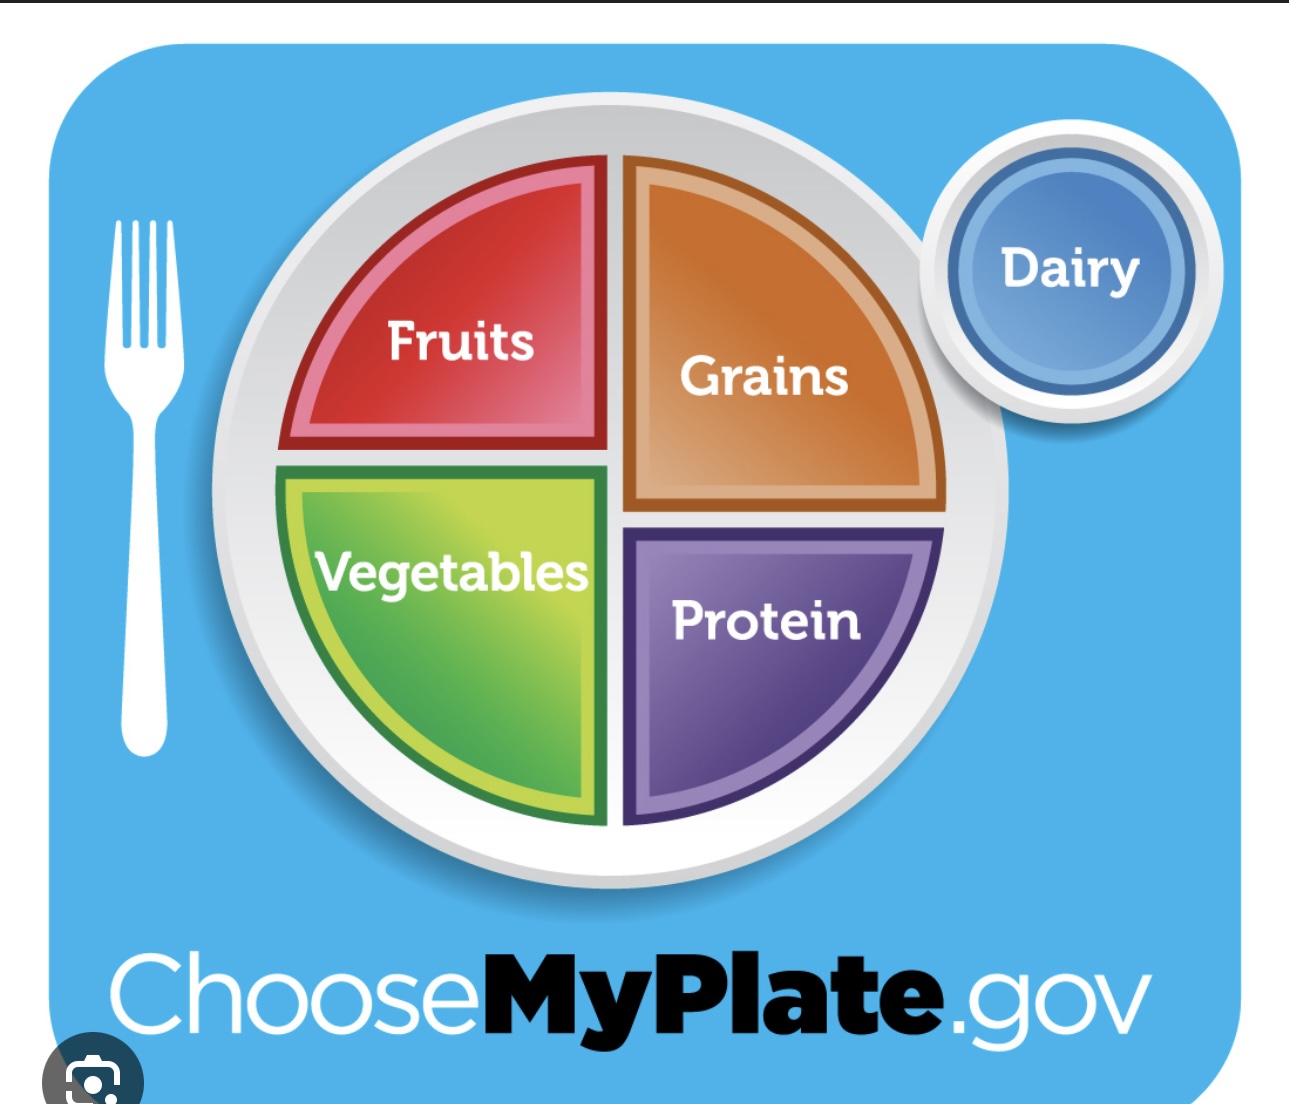 Fruits
Grains
Dairy
Vegetables
Protein
ChooseMyPlate.gov